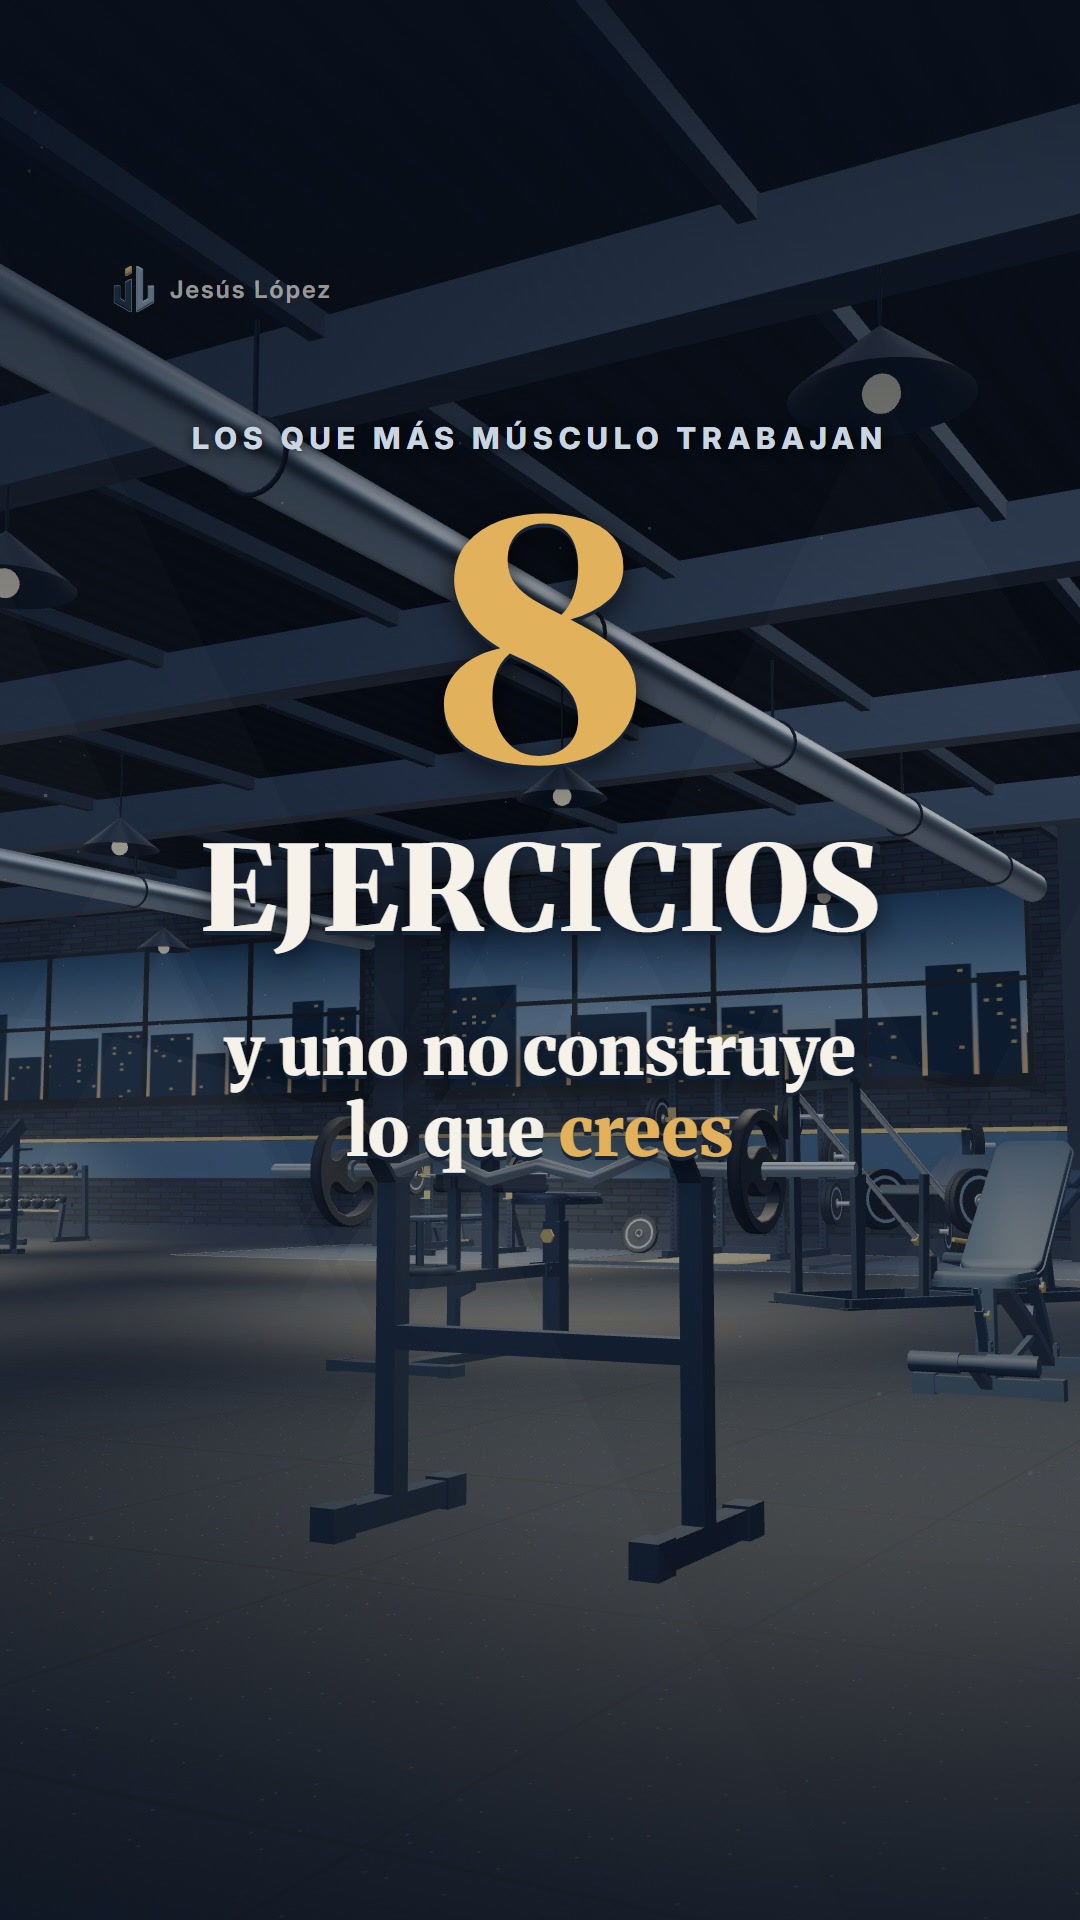 Jesús López
LOS QUE MÁS MÚSCULO TRABAJAN
8
EJERCICIOS
y uno no construye
lo que crees